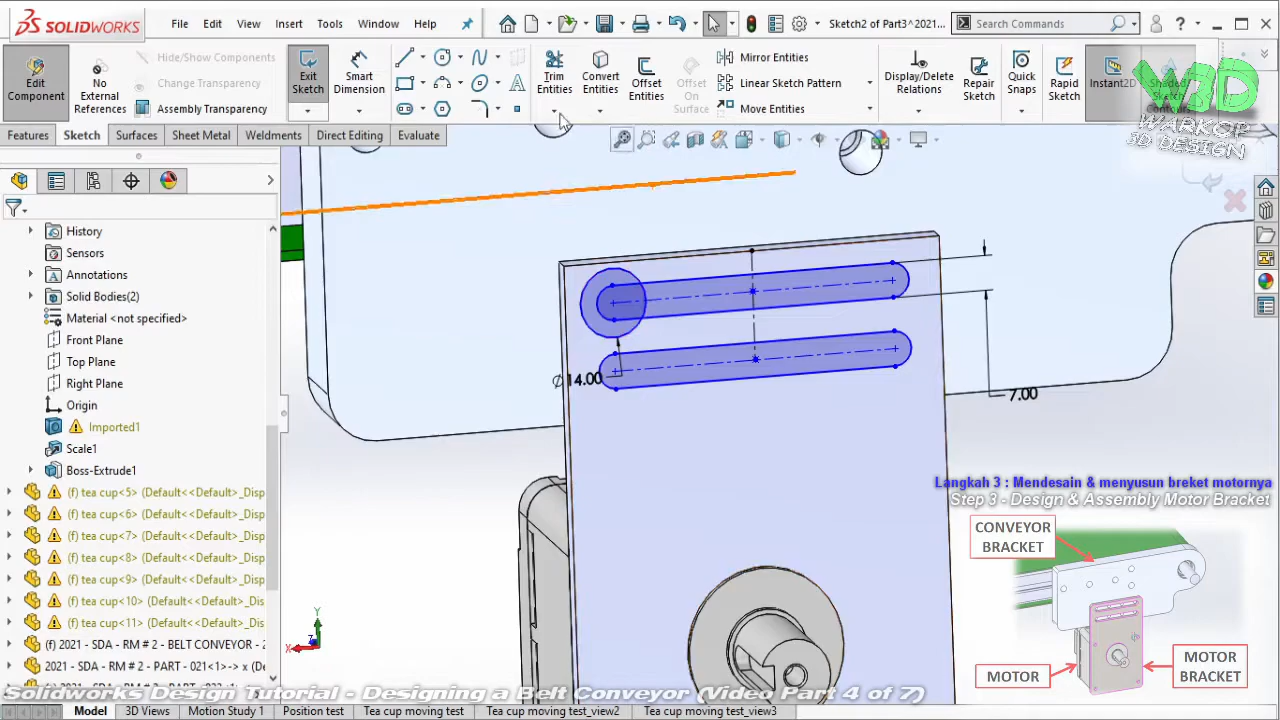 SOLIDWORKS
File
Edit
View
Insert
Tools
Window
Help
Sketch2 of Part3^2021...
Search Commands
Edit Component
No External References
Hide/Show Components
Change Transparency
Assembly Transparency
Exit Sketch
Smart Dimension
Trim Entities
Convert Entities
Offset Entities
Offset On Surface
Mirror Entities
Linear Sketch Pattern
Move Entities
Display/Delete Relations
Repair Sketch
Quick Snaps
Rapid Sketch
Instant2D
Shaded Sketch Contours
W3D
WARKOP
3D DESIGN
Features
Sketch
Surfaces
Sheet Metal
Weldments
Direct Editing
Evaluate
History
Sensors
Annotations
Solid Bodies(2)
Material <not specified>
Front Plane
Top Plane
Right Plane
Origin
Imported1
Scale1
Boss-Extrude1
(f) tea cup<5> (Default<<Default>_Disp
(f) tea cup<6> (Default<<Default>_Disp
(f) tea cup<7> (Default<<Default>_Disp
(f) tea cup<8> (Default<<Default>_Disp
(f) tea cup<9> (Default<<Default>_Disp
(f) tea cup<10> (Default<<Default>_Dis
(f) tea cup<11> (Default<<Default>_Dis
(f) 2021 - SDA - RM # 2 - BELT CONVEYOR - 2
2021 - SDA - RM # 2 - PART - 021<1> -> x (De
∅14.00
7.00
Y
X
Z
Langkah 3 : Mendesain & menyusun breket motornya
Step 3 - Design & Assembly Motor Bracket
CONVEYOR BRACKET
MOTOR
MOTOR BRACKET
Solidworks Design Tutorial - Designing a Belt Conveyor (Video Part 4 of 7)
Model
3D Views
Motion Study 1
Position test
Tea cup moving test
Tea cup moving test_view2
Tea cup moving test_view3